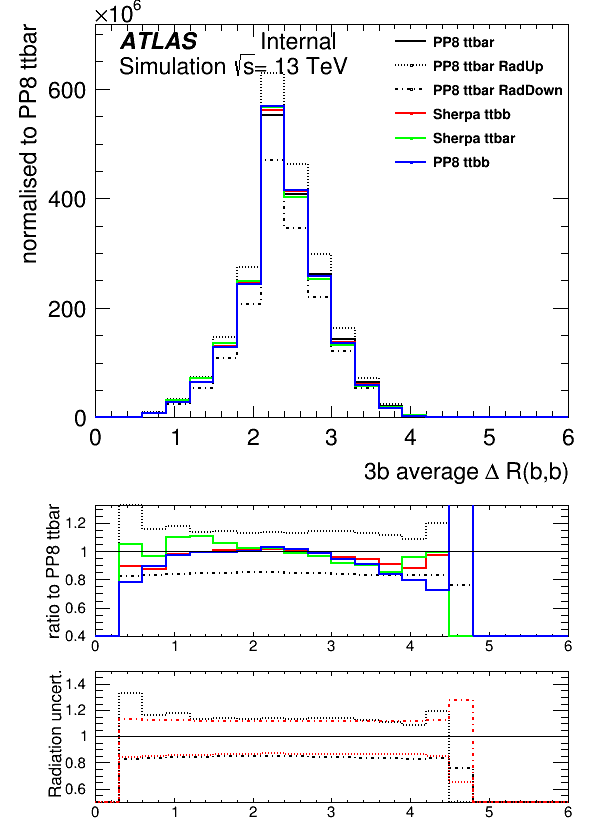 ×10⁶
ATLAS Internal
Simulation √s= 13 TeV
normalised to PP8 ttbar
PP8 ttbar
PP8 ttbar RadUp
PP8 ttbar RadDown
Sherpa ttbb
Sherpa ttbar
PP8 ttbb
600
400
200
0
0 1 2 3 4 5 6
3b average Δ R(b,b)
ratio to PP8 ttbar
1.2
1
0.8
0.6
0.4
0 1 2 3 4 5 6
Radiation uncert.
1.4
1.2
1
0.8
0.6
0 1 2 3 4 5 6